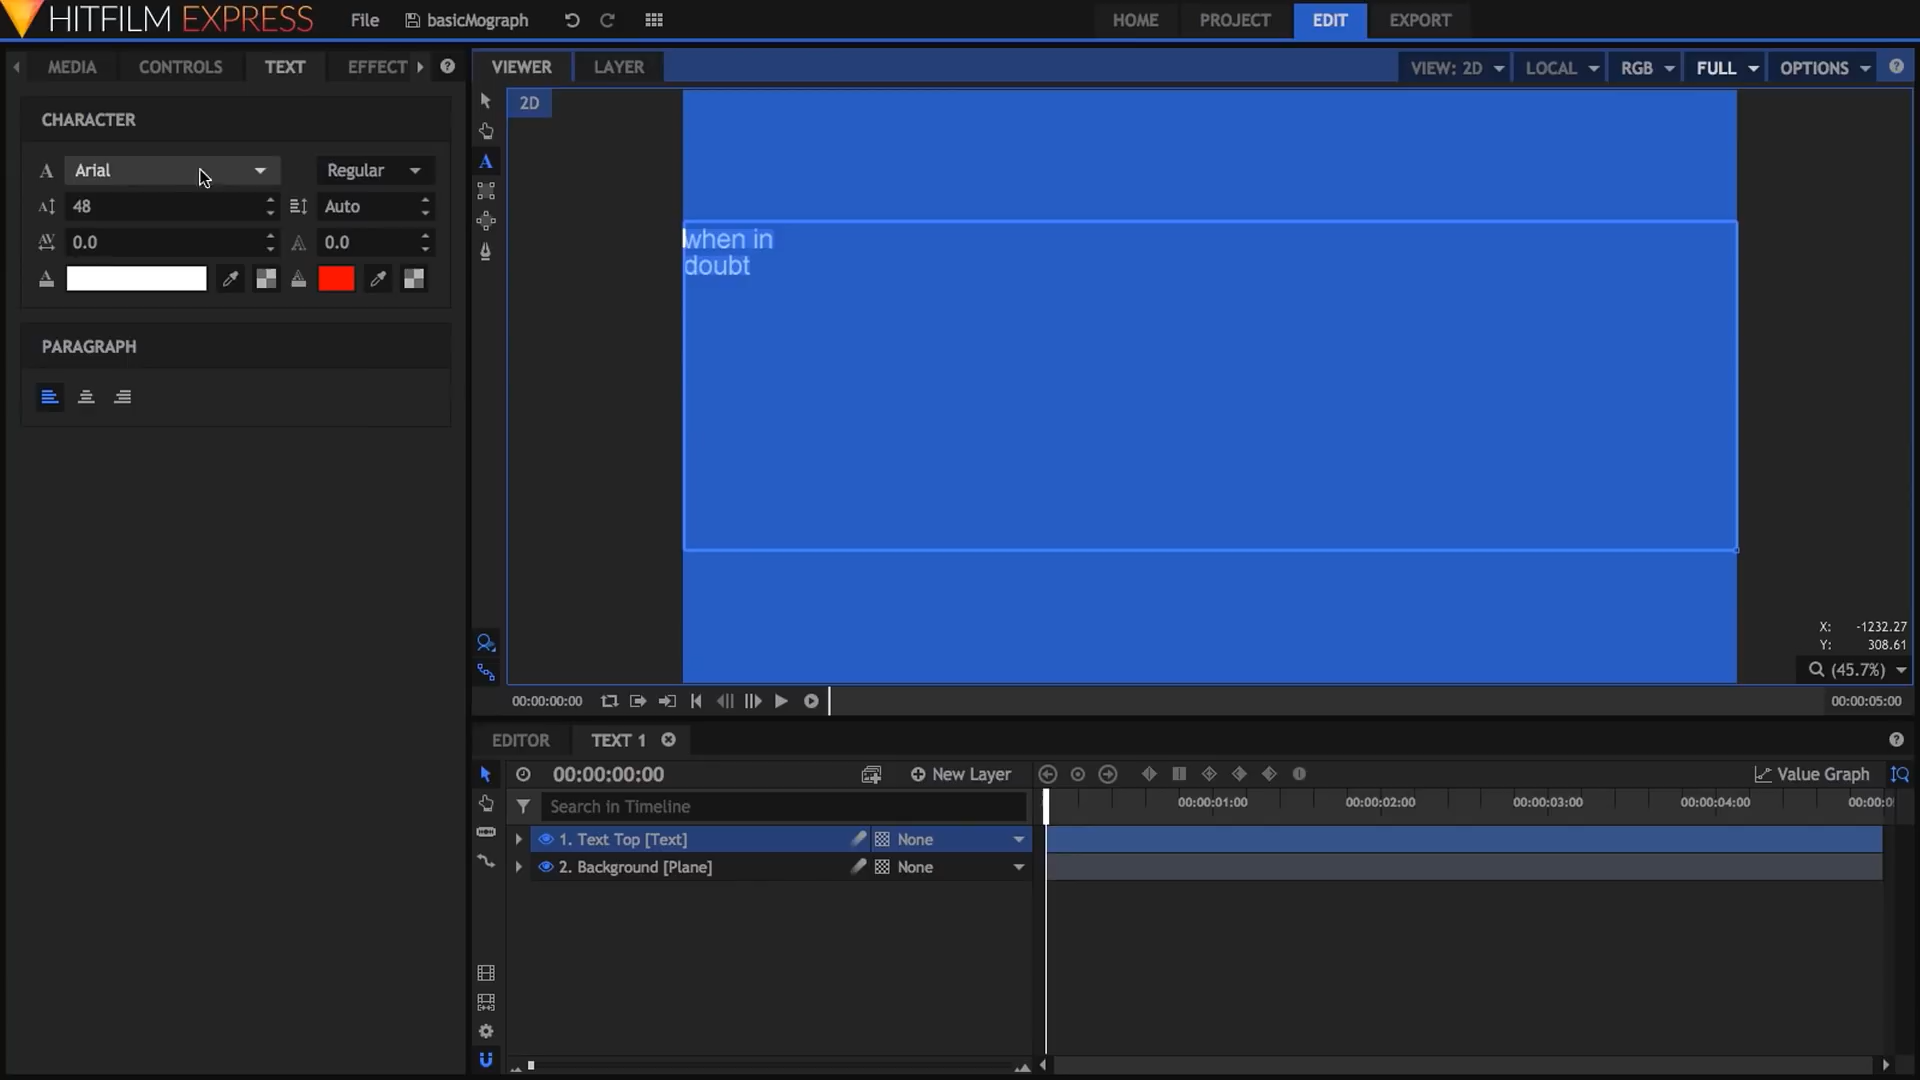 HITFILM EXPRESS
File
basicMograph
HOME
PROJECT
EDIT
EXPORT
MEDIA
CONTROLS
TEXT
EFFECT
VIEWER
LAYER
VIEW: 2D
LOCAL
RGB
FULL
OPTIONS
2D
CHARACTER
Arial
Regular
48
Auto
0.0
0.0
PARAGRAPH
when in
doubt
X: -1232.27
Y: 308.61
(45.7%)
00:00:00:00
00:00:05:00
EDITOR
TEXT 1
00:00:00:00
New Layer
Value Graph
Search in Timeline
00:00:01:00
00:00:02:00
00:00:03:00
00:00:04:00
1. Text Top [Text]
None
2. Background [Plane]
None